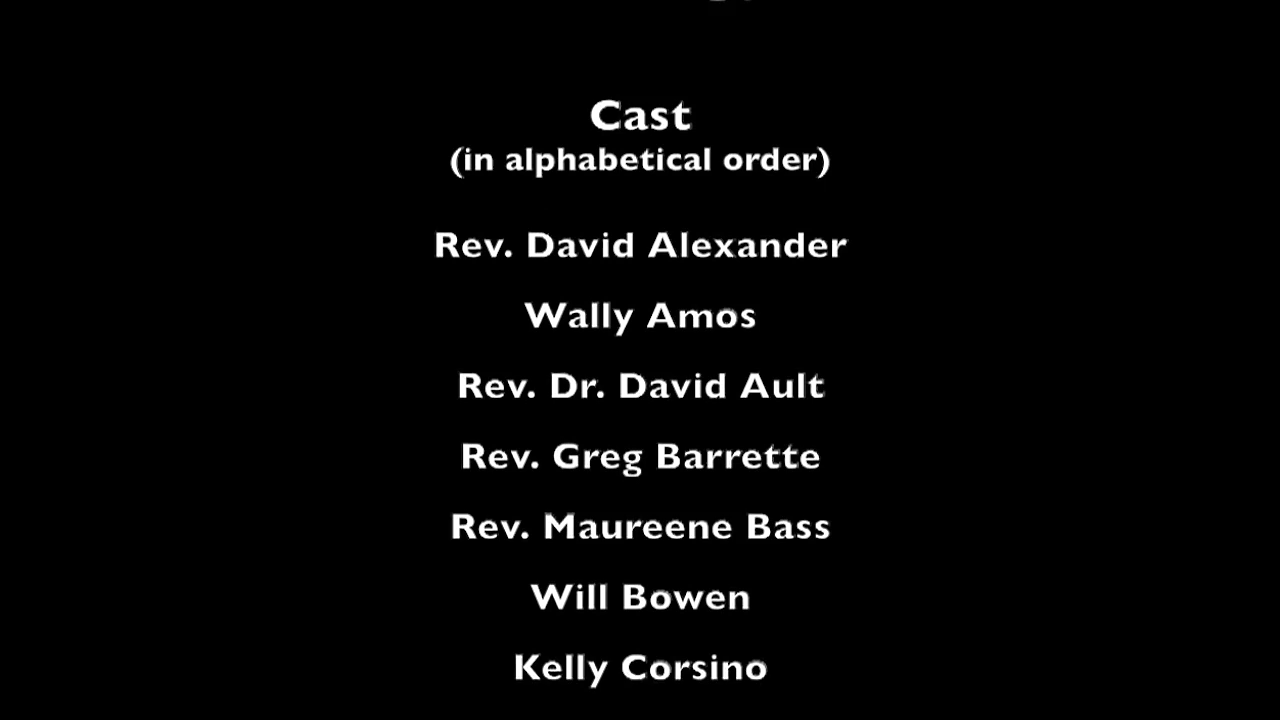 Cast
(in alphabetical order)
Rev. David Alexander
Wally Amos
Rev. Dr. David Ault
Rev. Greg Barrette
Rev. Maureene Bass
Will Bowen
Kelly Corsino